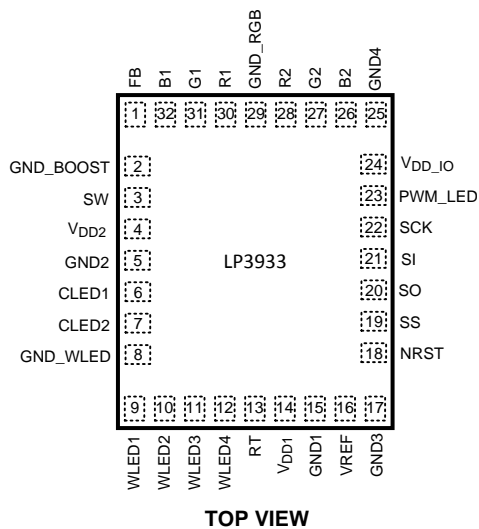 FB B1 G1 R1 GND_RGB R2 G2 B2 GND4
1 32 31 30 29 28 27 26 25
GND_BOOST 2
SW 3
VDD2 4
GND2 5
CLED1 6
CLED2 7
GND_WLED 8
LP3933
24 VDD_IO
23 PWM_LED
22 SCK
21 SI
20 SO
19 SS
18 NRST
9 10 11 12 13 14 15 16 17
WLED1 WLED2 WLED3 WLED4 RT VDD1 GND1 VREF GND3
TOP VIEW